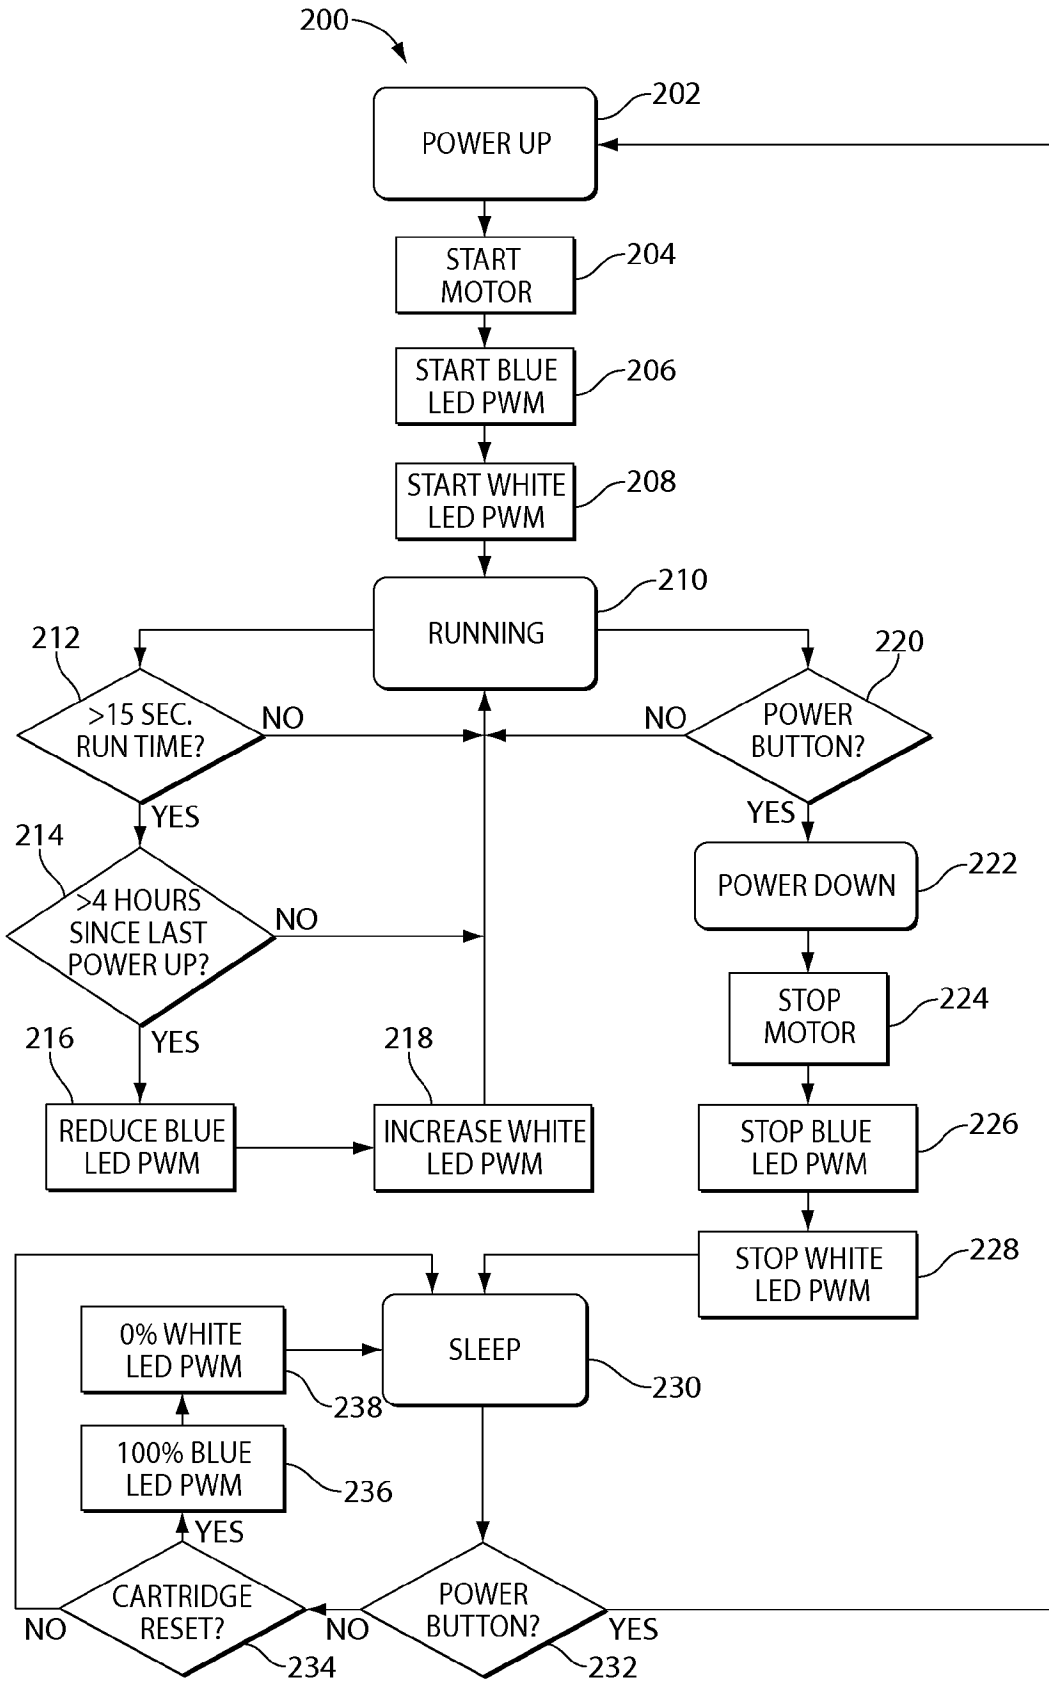 200
202
POWER UP
204
START
MOTOR
206
START BLUE
LED PWM
208
START WHITE
LED PWM
210
RUNNING
212
>15 SEC.
RUN TIME?
NO
YES
220
POWER
BUTTON?
NO
YES
214
>4 HOURS
SINCE LAST
POWER UP?
NO
YES
222
POWER DOWN
224
STOP
MOTOR
216
REDUCE BLUE
LED PWM
218
INCREASE WHITE
LED PWM
226
STOP BLUE
LED PWM
228
STOP WHITE
LED PWM
0% WHITE
LED PWM
238
SLEEP
230
100% BLUE
LED PWM
236
YES
CARTRIDGE
RESET?
NO
234
POWER
BUTTON?
NO
YES
232